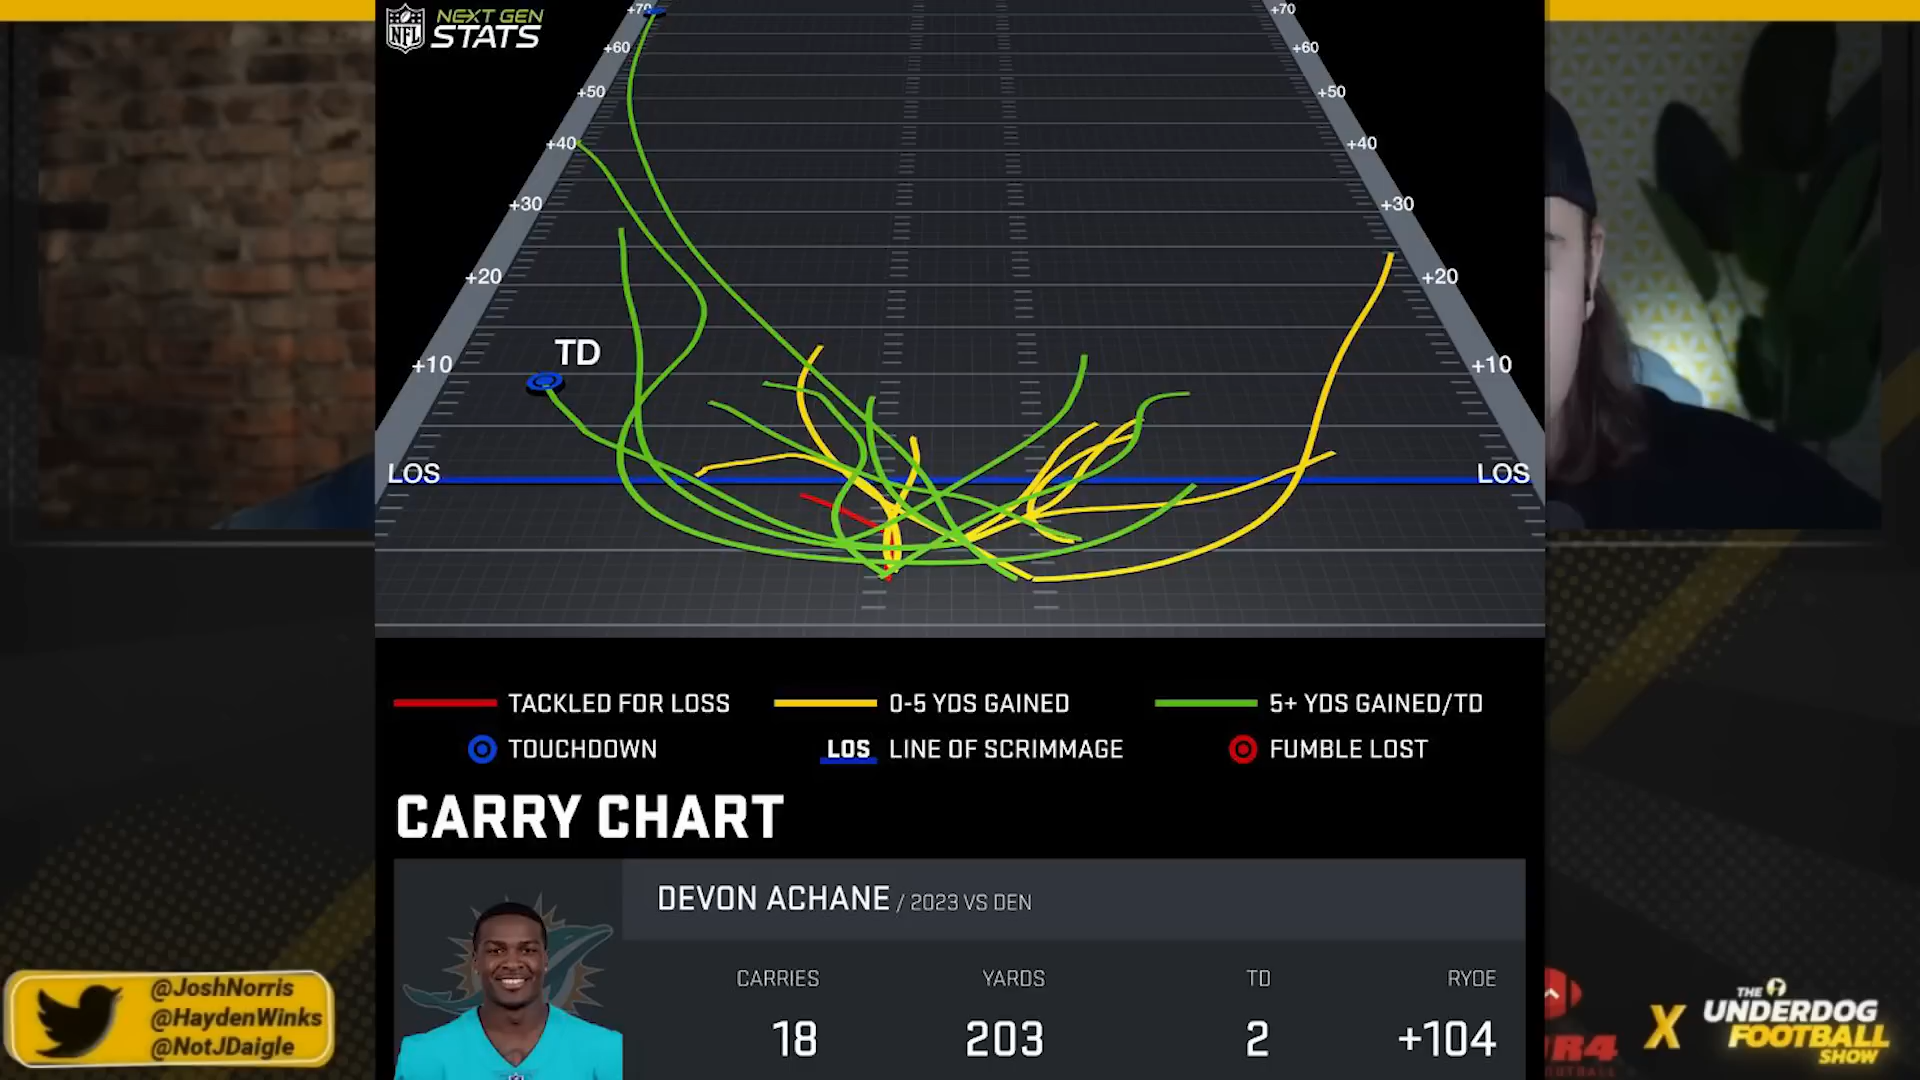 NFL
NEXT GEN
STATS
+70
+70
+60
+60
+50
+50
+40
+40
+30
+30
+20
+20
TD
+10
+10
LOS
LOS
TACKLED FOR LOSS
0-5 YDS GAINED
5+ YDS GAINED/TD
TOUCHDOWN
LOS
LINE OF SCRIMMAGE
FUMBLE LOST
CARRY CHART
DEVON ACHANE / 2023 VS DEN
CARRIES
YARDS
TD
RYOE
18
203
2
+104
@JoshNorris
@HaydenWinks
@NotJDaigle
X
THE
UNDERDOG
FOOTBALL
SHOW